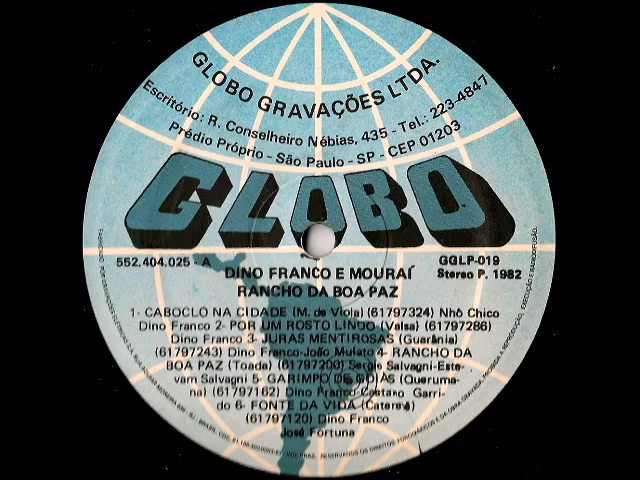 GLOBO GRAVAÇÕES LTDA.
Escritório: R. Conselheiro Nébias, 435 - Tel.: 223-4847
Prédio Próprio - São Paulo - SP - CEP 01203
GLOBO
552.404.025 - A
GGLP-019
DINO FRANCO E MOURAÍ
Stereo P. 1982
RANCHO DA BOA PAZ
1- CABOCLO NA CIDADE (M. de Viola) (61797324) Nhô Chico
Dino Franco 2- POR UM ROSTO LINDO (Valsa) (61797286)
Dino Franco 3- JURAS MENTIROSAS (Guarânia)
(61797243) Dino Franco-João Mulato 4- RANCHO DA
BOA PAZ (Toada) (61797200) Sergio Salvagni-Este-
vam Salvagni 5- GARIMPO DE GOIÁS (Queruma-
na) (61797162) Dino Franco-Caetano Garri-
do 6- FONTE DA VIDA (Cateretê)
(61797120) Dino Franco
José Fortuna